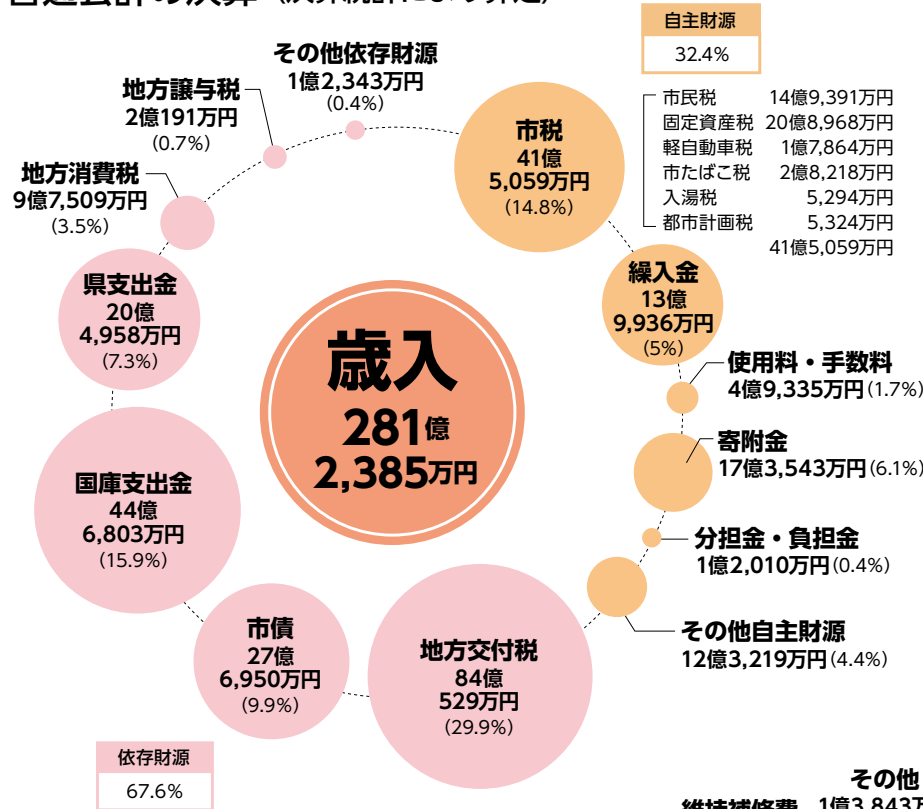 自主財源
32.4%
市民税 14億9,391万円
固定資産税 20億8,968万円
軽自動車税 1億7,864万円
市たばこ税 2億8,218万円
入湯税 5,294万円
都市計画税 5,324万円
41億5,059万円
その他依存財源
1億2,343万円
(0.4%)
地方譲与税
2億191万円
(0.7%)
地方消費税
9億7,509万円
(3.5%)
県支出金
20億
4,958万円
(7.3%)
国庫支出金
44億
6,803万円
(15.9%)
市債
27億
6,950万円
(9.9%)
地方交付税
84億
529万円
(29.9%)
依存財源
67.6%
歳入
281億
2,385万円
市税
41億
5,059万円
(14.8%)
繰入金
13億
9,936万円
(5%)
使用料・手数料
4億9,335万円(1.7%)
寄附金
17億3,543万円(6.1%)
分担金・負担金
1億2,010万円(0.4%)
その他自主財源
12億3,219万円(4.4%)
その他
1億3,843万